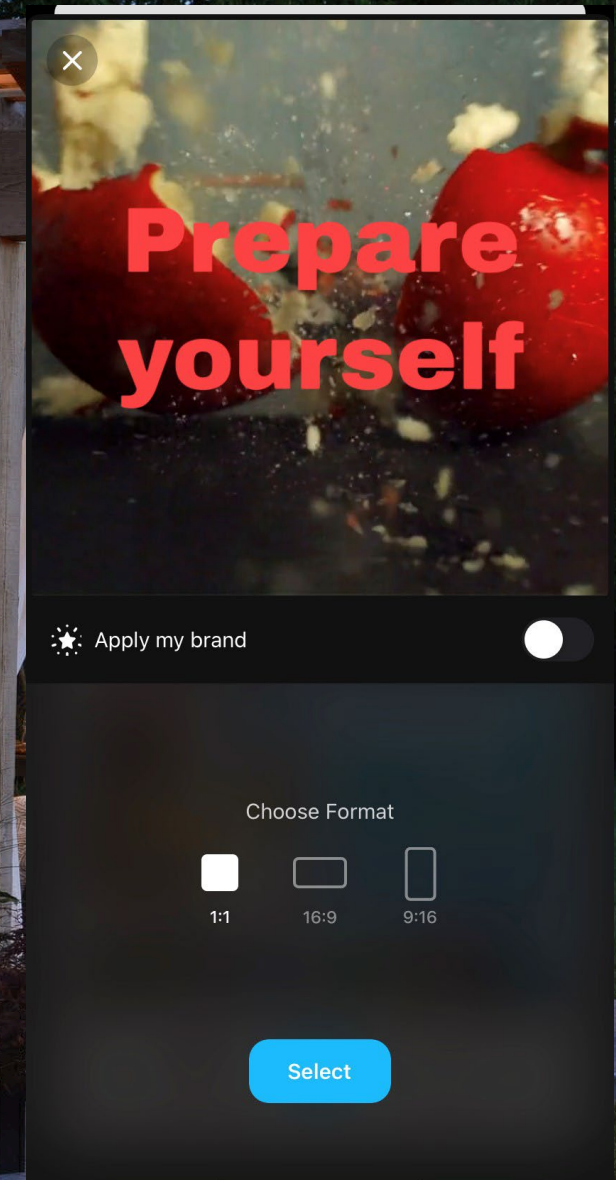 Prepare
yourself
Apply my brand
Choose Format
1:1
16:9
9:16
Select